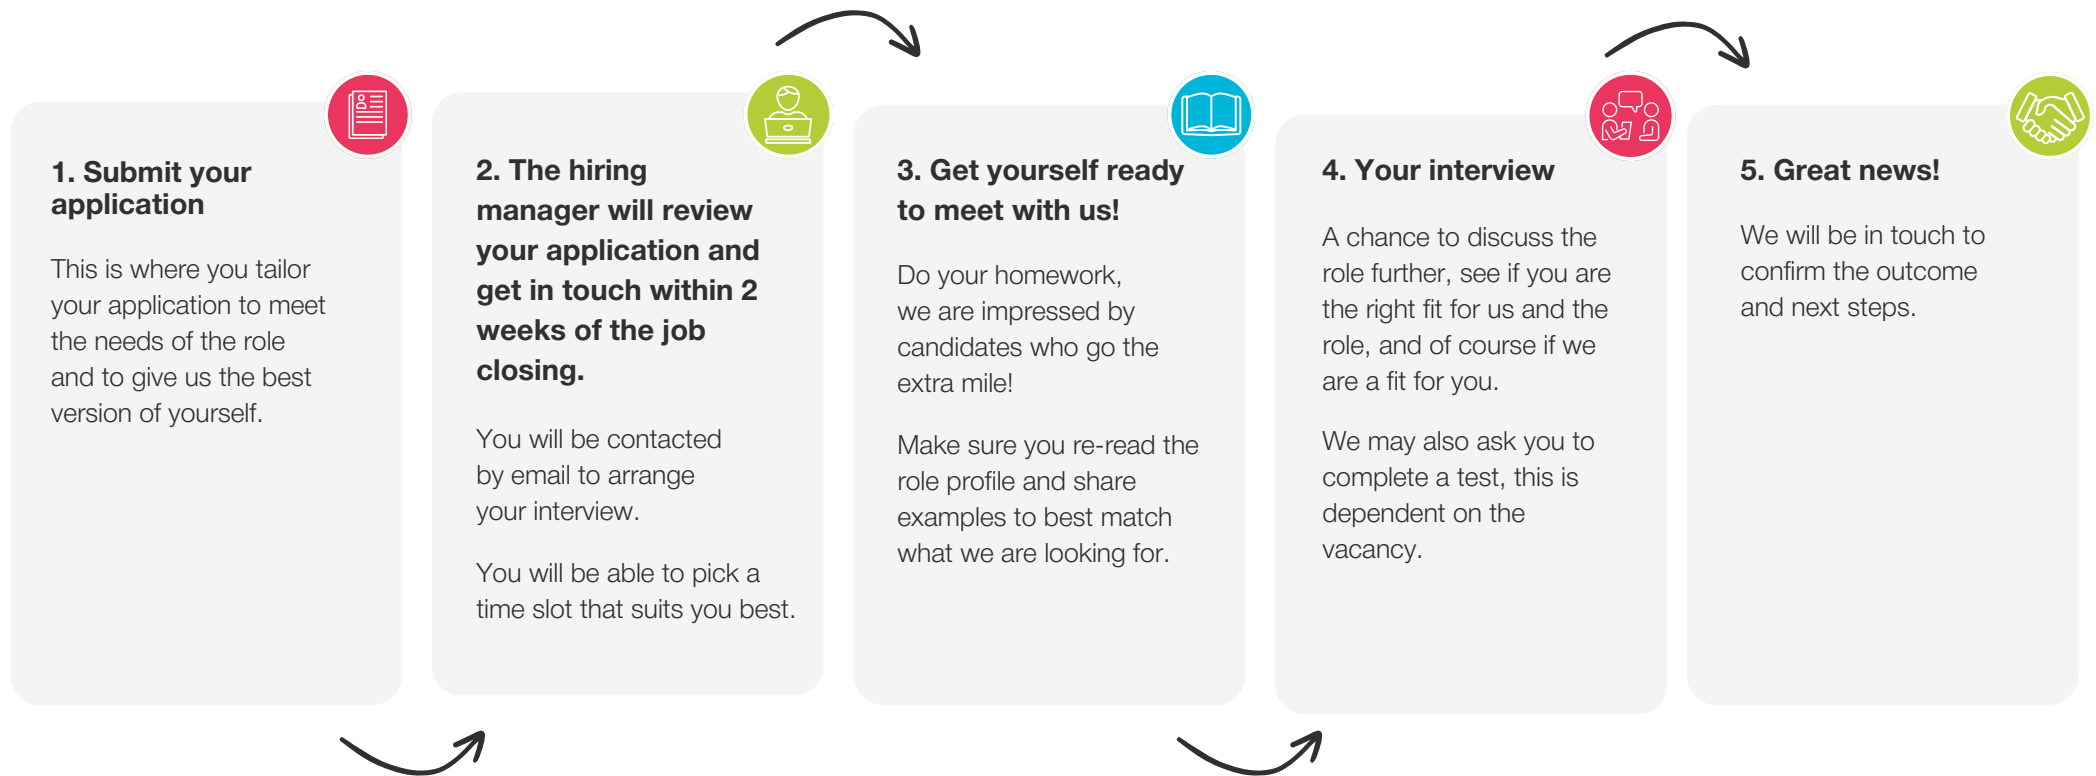 1. Submit your
application
This is where you tailor
your application to meet
the needs of the role
and to give us the best
version of yourself.
2. The hiring
manager will review
your application and
get in touch within 2
weeks of the job
closing.
You will be contacted
by email to arrange
your interview.
You will be able to pick a
time slot that suits you best.
3. Get yourself ready
to meet with us!
Do your homework,
we are impressed by
candidates who go the
extra mile!
Make sure you re-read the
role profile and share
examples to best match
what we are looking for.
4. Your interview
A chance to discuss the
role further, see if you are
the right fit for us and the
role, and of course if we
are a fit for you.
We may also ask you to
complete a test, this is
dependent on the
vacancy.
5. Great news!
We will be in touch to
confirm the outcome
and next steps.